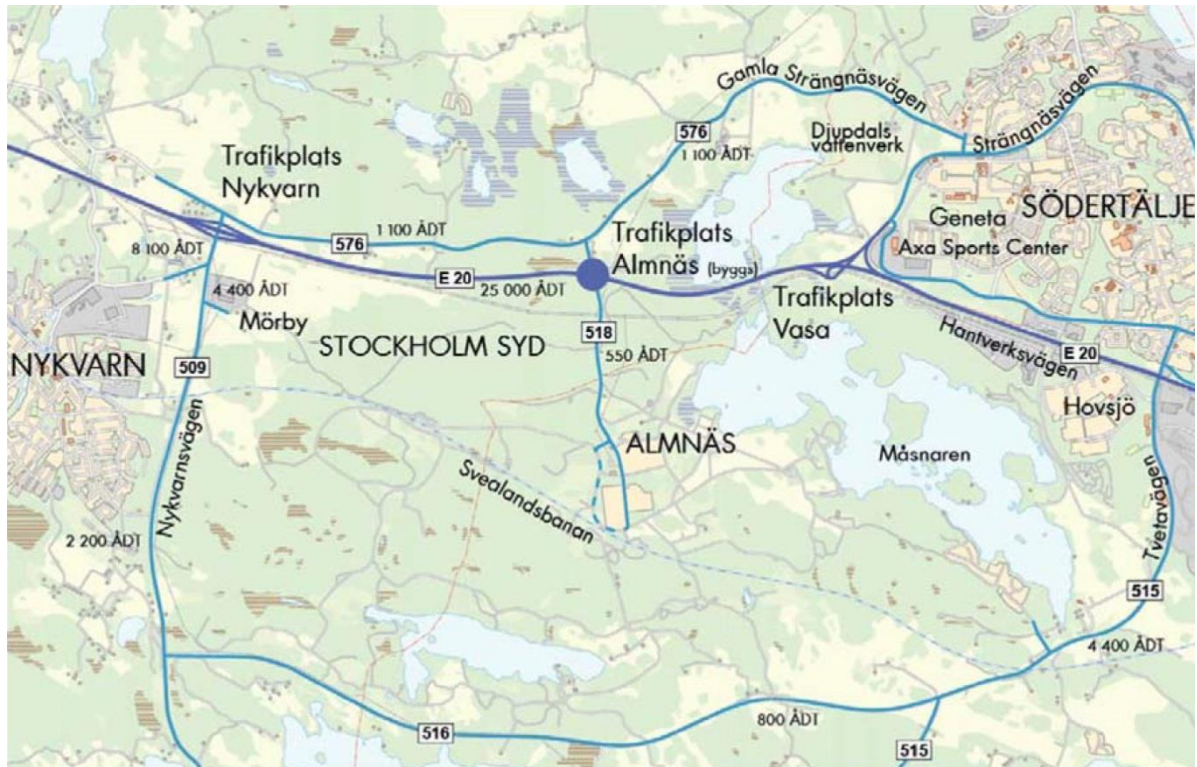 Gamla Strängnäsvägen
Strängnäsvägen
576
1 100 ÅDT
Djupdals
vattenverk
Trafikplats
Nykvarn
8 100 ÅDT
576
1 100 ÅDT
Trafikplats
Almnäs (byggs)
Geneta
SÖDERTÄLJE
Axa Sports Center
E 20
25 000 ÅDT
4 400 ÅDT
Mörby
STOCKHOLM SYD
518
550 ÅDT
Trafikplats
Vasa
Hantverksvägen
E 20
NYKVARN
509
Nykvarnsvägen
Hovsjö
ALMNÄS
Måsnaren
Svealandsbanan
Tvetavägen
2 200 ÅDT
515
4 400 ÅDT
516
800 ÅDT
515